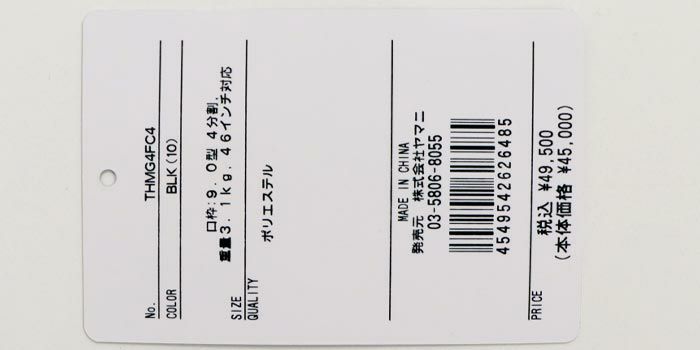 No. THMG4FC4
COLOR BLK(10)
口枠:9.0型 4分割.
SIZE 重量3.1kg.46インチ対応
QUALITY
ポリエステル
MADE IN CHINA
発売元 株式会社ヤマニ
03-5806-8055
4549542626485
税込 ¥49,500
PRICE (本体価格 ¥45,000)